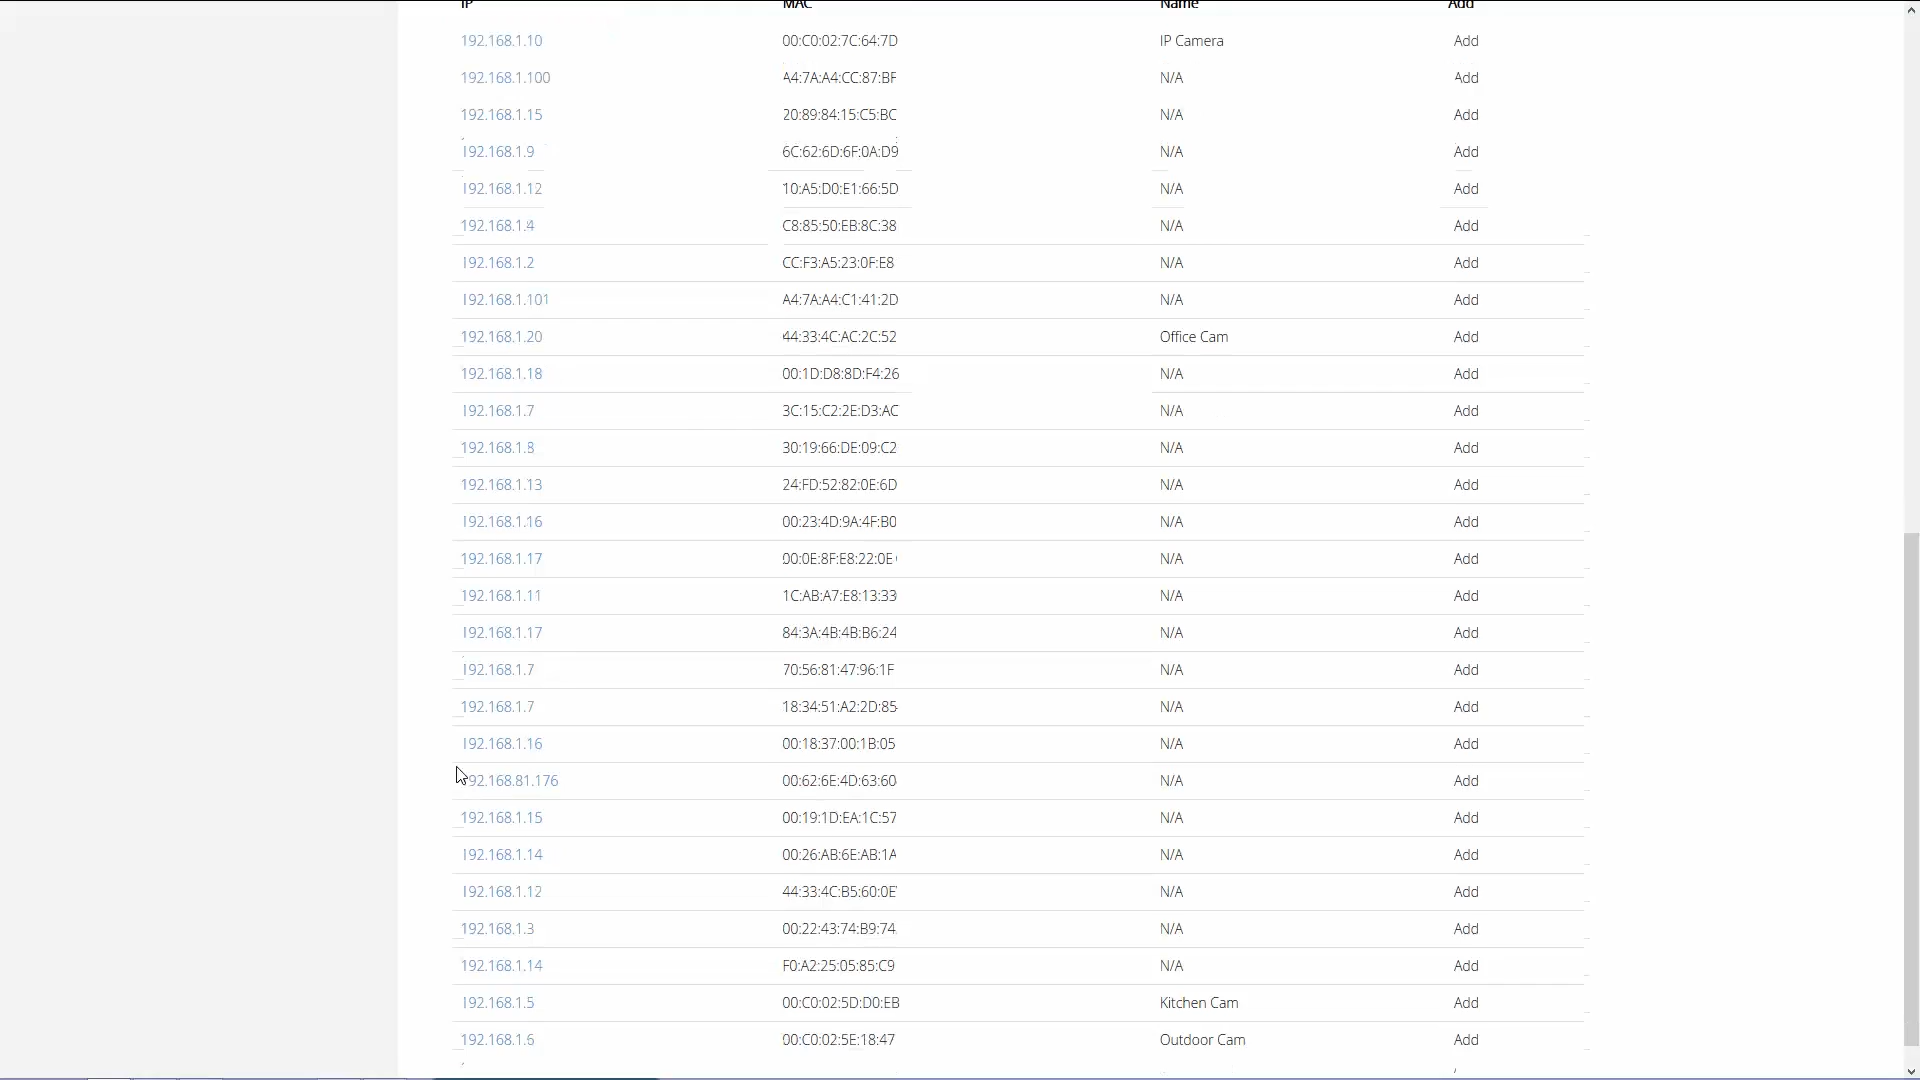 IP MAC Name Add
192.168.1.10 00:C0:02:7C:64:7D IP Camera Add
192.168.1.100 A4:7A:A4:CC:87:BF N/A Add
192.168.1.15 20:89:84:15:C5:BC N/A Add
192.168.1.9 6C:62:6D:6F:0A:D9 N/A Add
192.168.1.12 10:A5:D0:E1:66:5D N/A Add
192.168.1.4 C8:85:50:EB:8C:38 N/A Add
192.168.1.2 CC:F3:A5:23:0F:E8 N/A Add
192.168.1.101 A4:7A:A4:C1:41:2D N/A Add
192.168.1.20 44:33:4C:AC:2C:52 Office Cam Add
192.168.1.18 00:1D:D8:8D:F4:26 N/A Add
192.168.1.7 3C:15:C2:2E:D3:AC N/A Add
192.168.1.8 30:19:66:DE:09:C2 N/A Add
192.168.1.13 24:FD:52:82:0E:6D N/A Add
192.168.1.16 00:23:4D:9A:4F:B0 N/A Add
192.168.1.17 00:0E:8F:E8:22:0E N/A Add
192.168.1.11 1C:AB:A7:E8:13:33 N/A Add
192.168.1.17 84:3A:4B:4B:B6:24 N/A Add
192.168.1.7 70:56:81:47:96:1F N/A Add
192.168.1.7 18:34:51:A2:2D:85 N/A Add
192.168.1.16 00:18:37:00:1B:05 N/A Add
192.168.81.176 00:62:6E:4D:63:60 N/A Add
192.168.1.15 00:19:1D:EA:1C:57 N/A Add
192.168.1.14 00:26:AB:6E:AB:1A N/A Add
192.168.1.12 44:33:4C:B5:60:0E N/A Add
192.168.1.3 00:22:43:74:B9:74 N/A Add
192.168.1.14 F0:A2:25:05:85:C9 N/A Add
192.168.1.5 00:C0:02:5D:D0:EB Kitchen Cam Add
192.168.1.6 00:C0:02:5E:18:47 Outdoor Cam Add